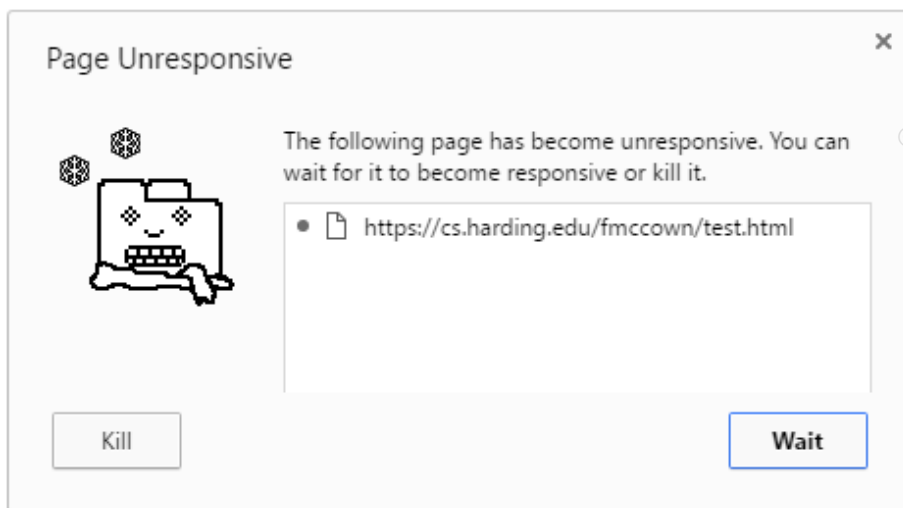 Page Unresponsive
The following page has become unresponsive. You can
wait for it to become responsive or kill it.
https://cs.harding.edu/fmccown/test.html
Kill
Wait